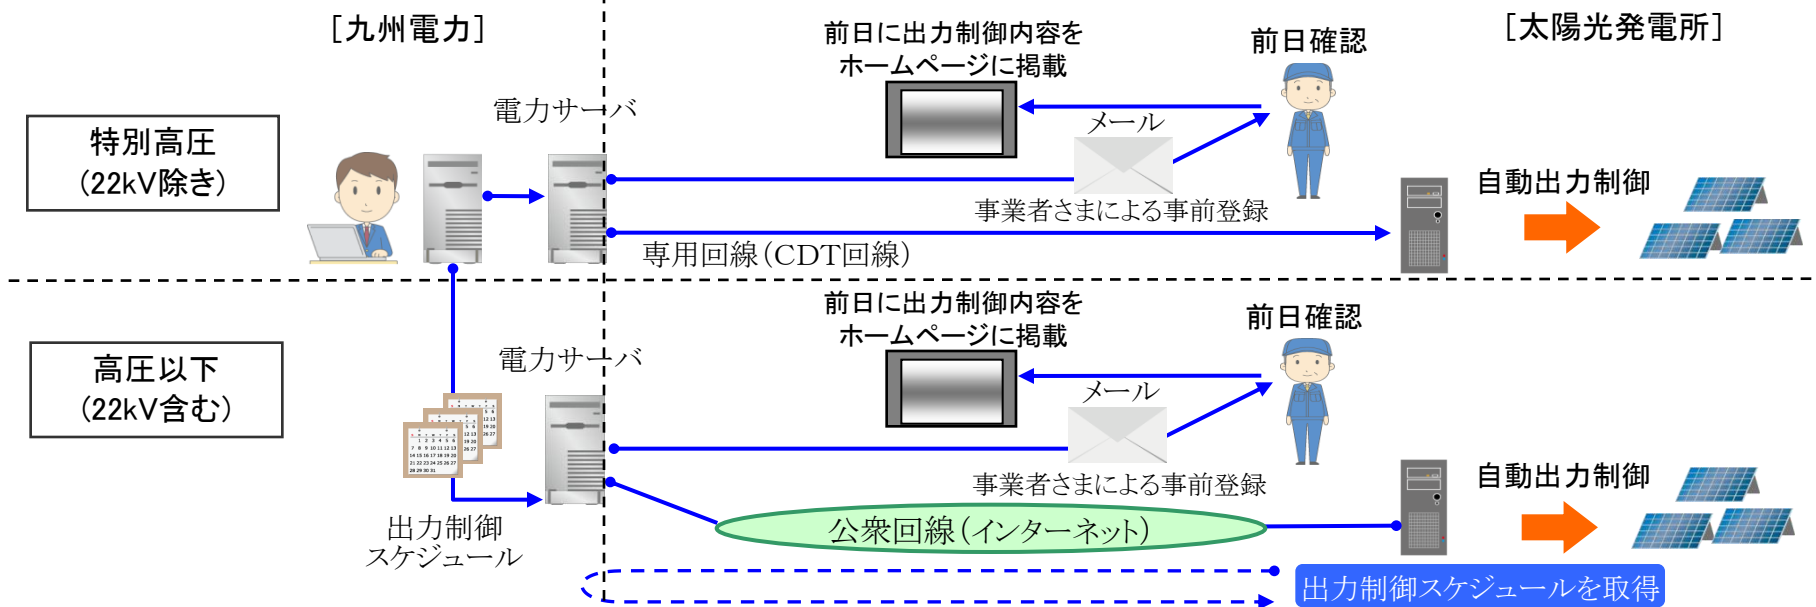 [九州電力]
[太陽光発電所]
前日に出力制御内容を
ホームページに掲載
前日確認
電力サーバ
メール
特別高圧
(22kV除き)
自動出力制御
事業者さまによる事前登録
専用回線(CDT回線)
前日に出力制御内容を
ホームページに掲載
前日確認
電力サーバ
メール
高圧以下
(22kV含む)
自動出力制御
事業者さまによる事前登録
出力制御
スケジュール
公衆回線(インターネット)
出力制御スケジュールを取得